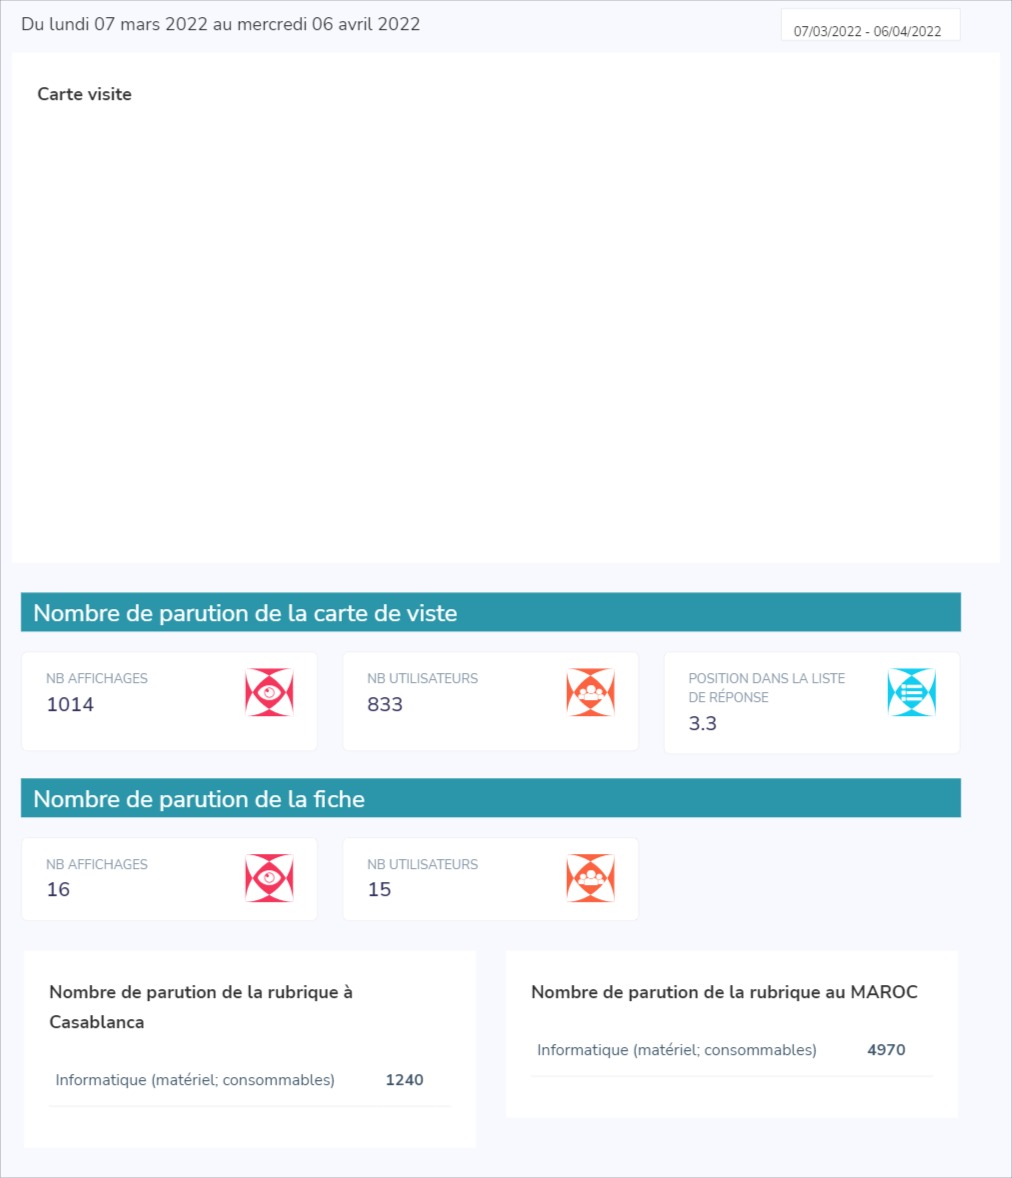 Du lundi 07 mars 2022 au mercredi 06 avril 2022
07/03/2022 - 06/04/2022
Carte visite
Nombre de parution de la carte de viste
NB AFFICHAGES
1014
NB UTILISATEURS
833
POSITION DANS LA LISTE
DE RÉPONSE
3.3
Nombre de parution de la fiche
NB AFFICHAGES
16
NB UTILISATEURS
15
Nombre de parution de la rubrique à
Casablanca
Informatique (matériel; consommables) 1240
Nombre de parution de la rubrique au MAROC
Informatique (matériel; consommables) 4970